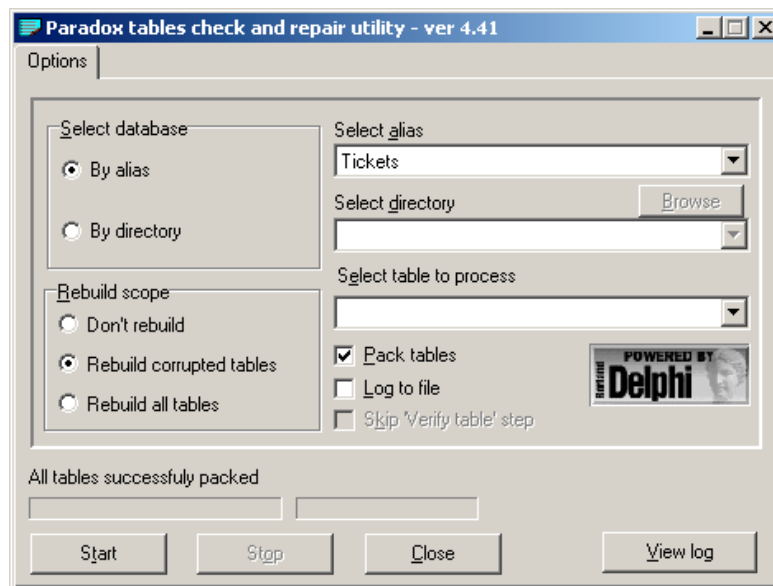 Paradox tables check and repair utility - ver 4.41
Options
Select database
By alias
By directory
Select alias
Tickets
Select directory
Browse
Select table to process
Rebuild scope
Don't rebuild
Rebuild corrupted tables
Rebuild all tables
Pack tables
Log to file
Skip 'Verify table' step
POWERED BY
Borland
Delphi
All tables successfuly packed
Start
Stop
Close
View log